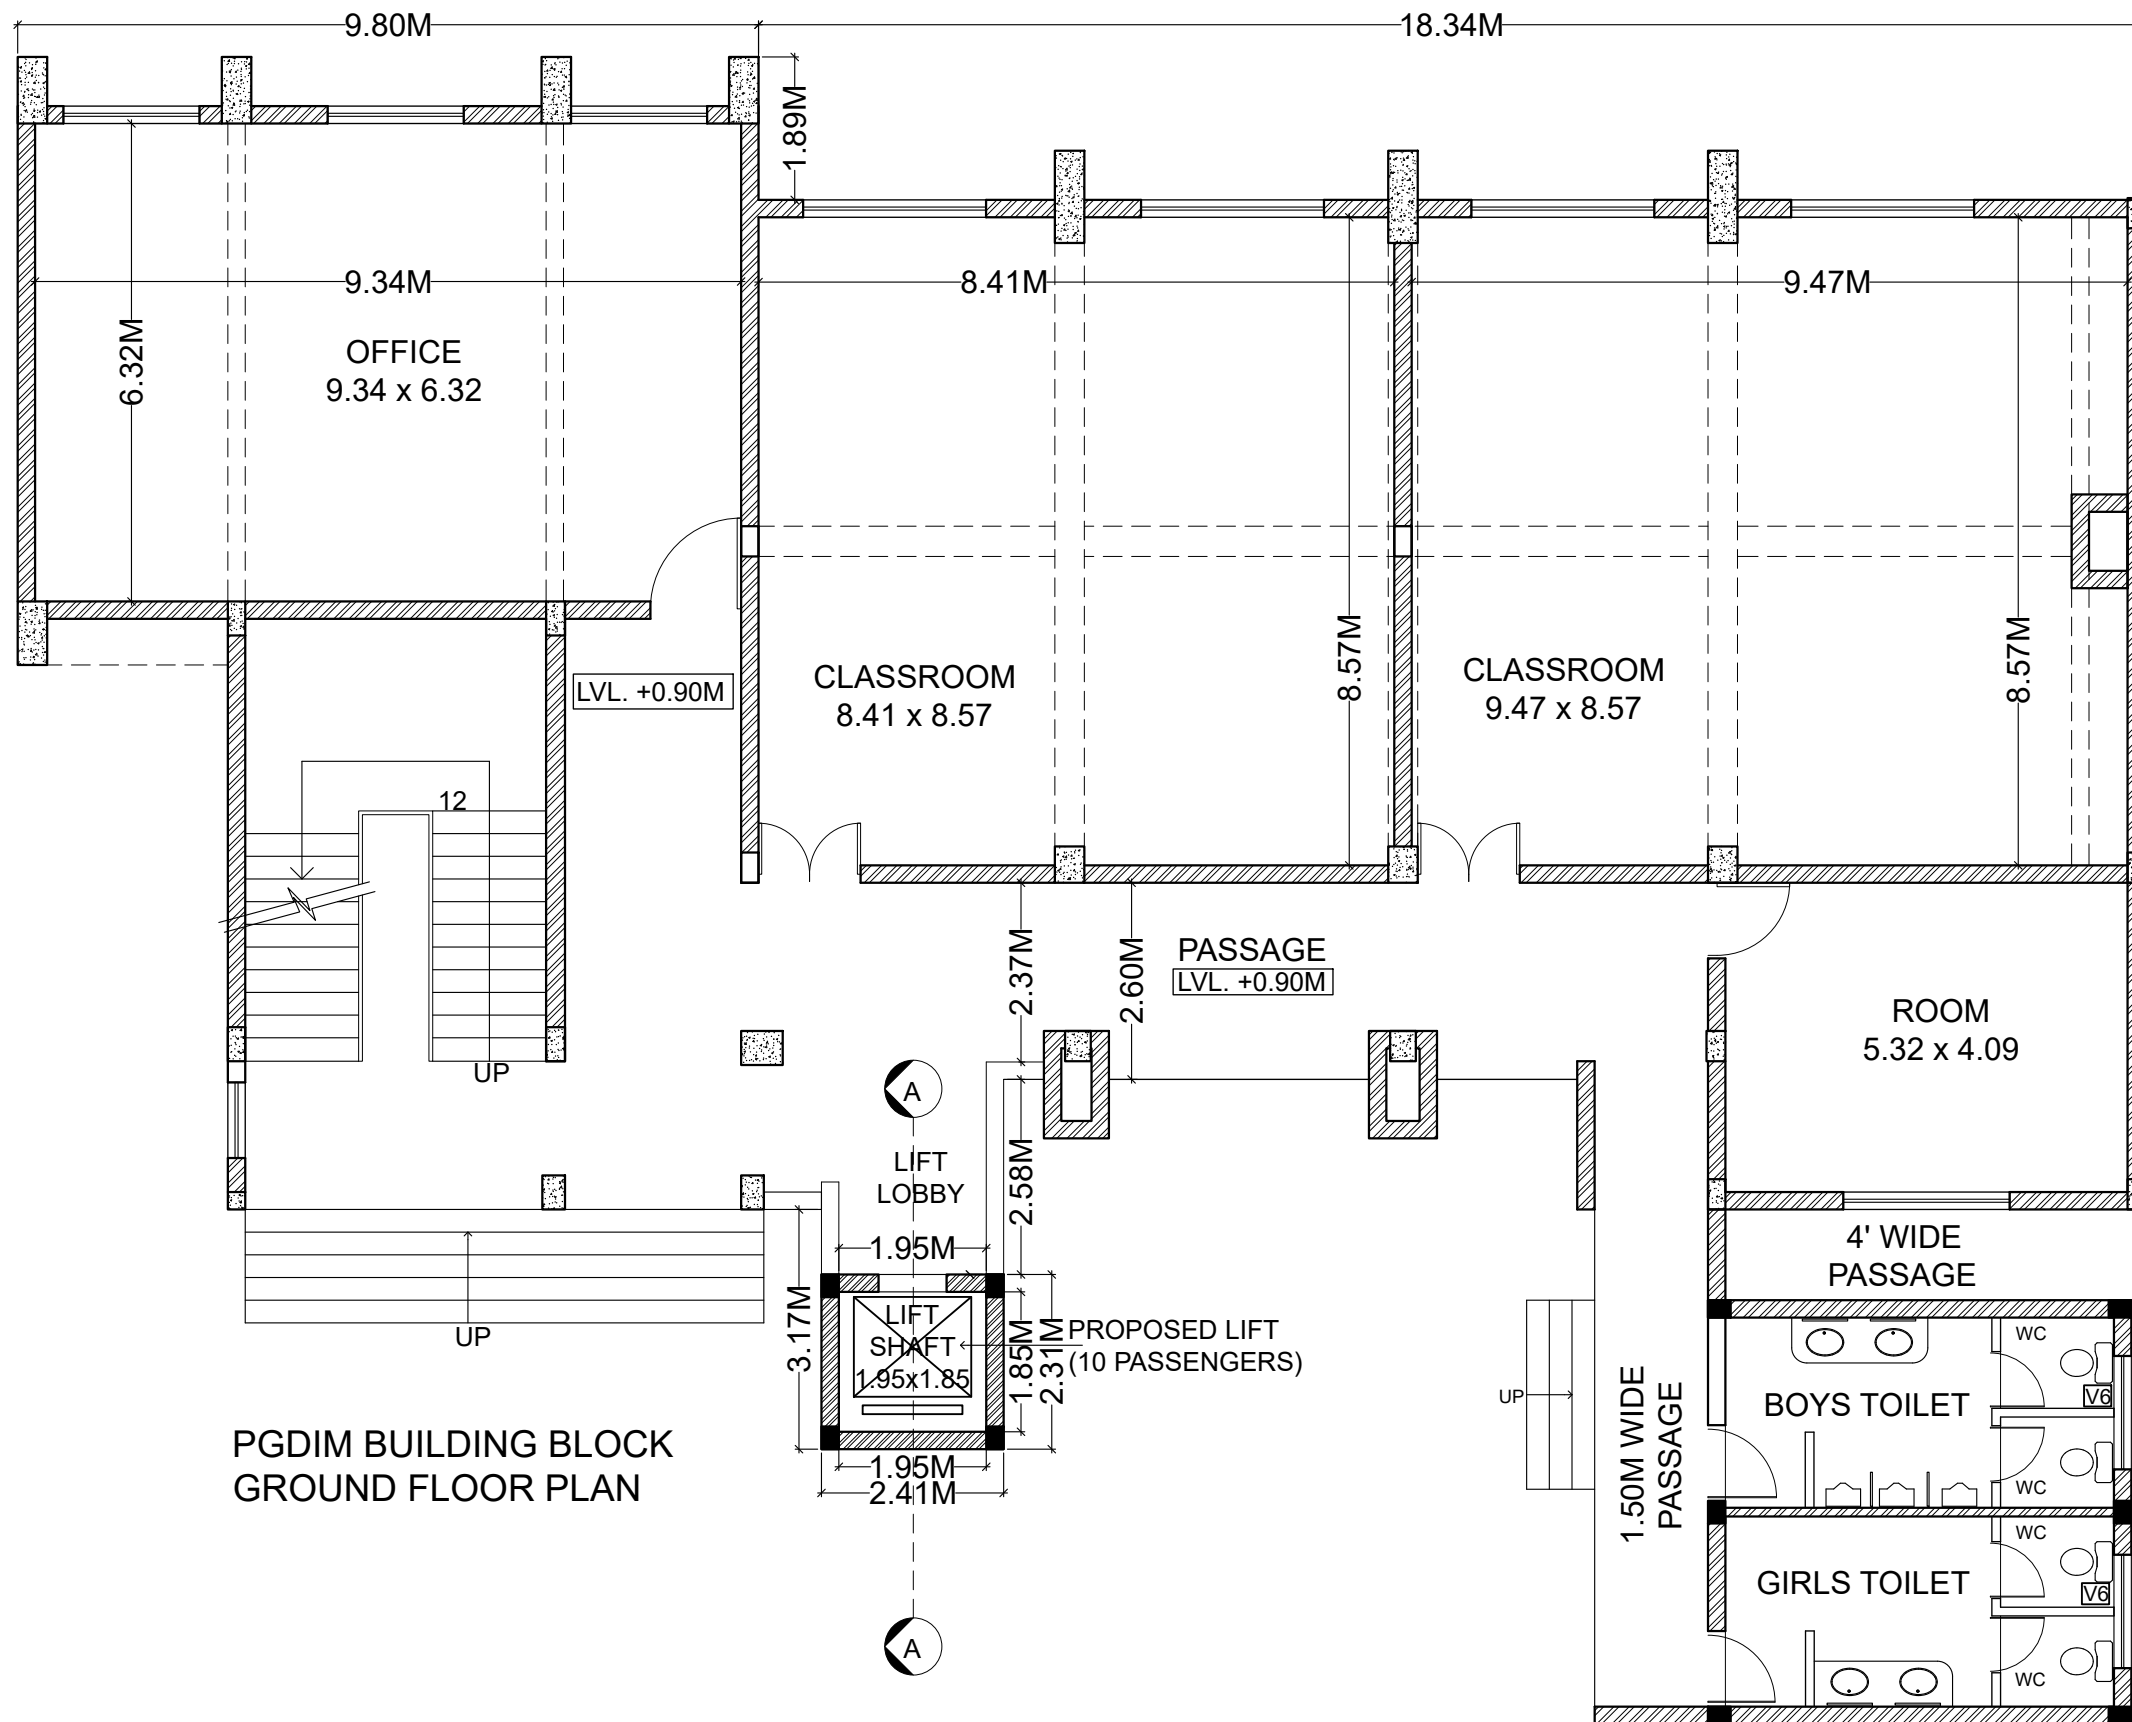 9.80M
18.34M
1.89M
9.34M
8.41M
9.47M
6.32M
OFFICE
9.34 x 6.32
8.57M
8.57M
CLASSROOM
8.41 x 8.57
CLASSROOM
9.47 x 8.57
LVL. +0.90M
12
UP
2.37M
2.60M
PASSAGE
LVL. +0.90M
ROOM
5.32 x 4.09
A
LIFT
LOBBY
2.58M
1.95M
4' WIDE
PASSAGE
UP
3.17M
LIFT
SHAFT
1.95x1.85
1.85M
2.31M
PROPOSED LIFT
(10 PASSENGERS)
UP
1.50M WIDE
PASSAGE
WC
BOYS TOILET
V6
WC
PGDIM BUILDING BLOCK
GROUND FLOOR PLAN
1.95M
2.41M
WC
GIRLS TOILET
V6
WC
A